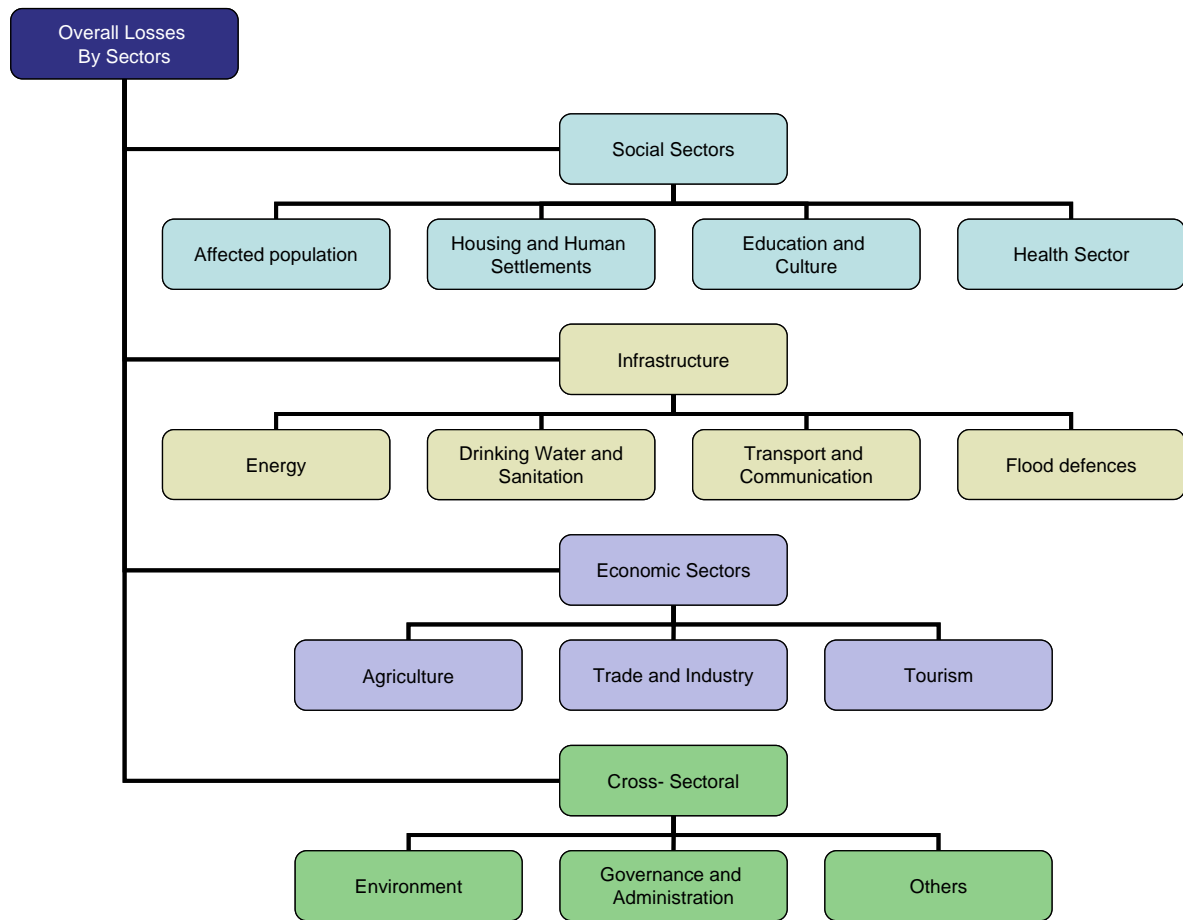 Overall Losses
By Sectors
Social Sectors
Affected population
Housing and Human
Settlements
Education and
Culture
Health Sector
Infrastructure
Energy
Drinking Water and
Sanitation
Transport and
Communication
Flood defences
Economic Sectors
Agriculture
Trade and Industry
Tourism
Cross- Sectoral
Environment
Governance and
Administration
Others